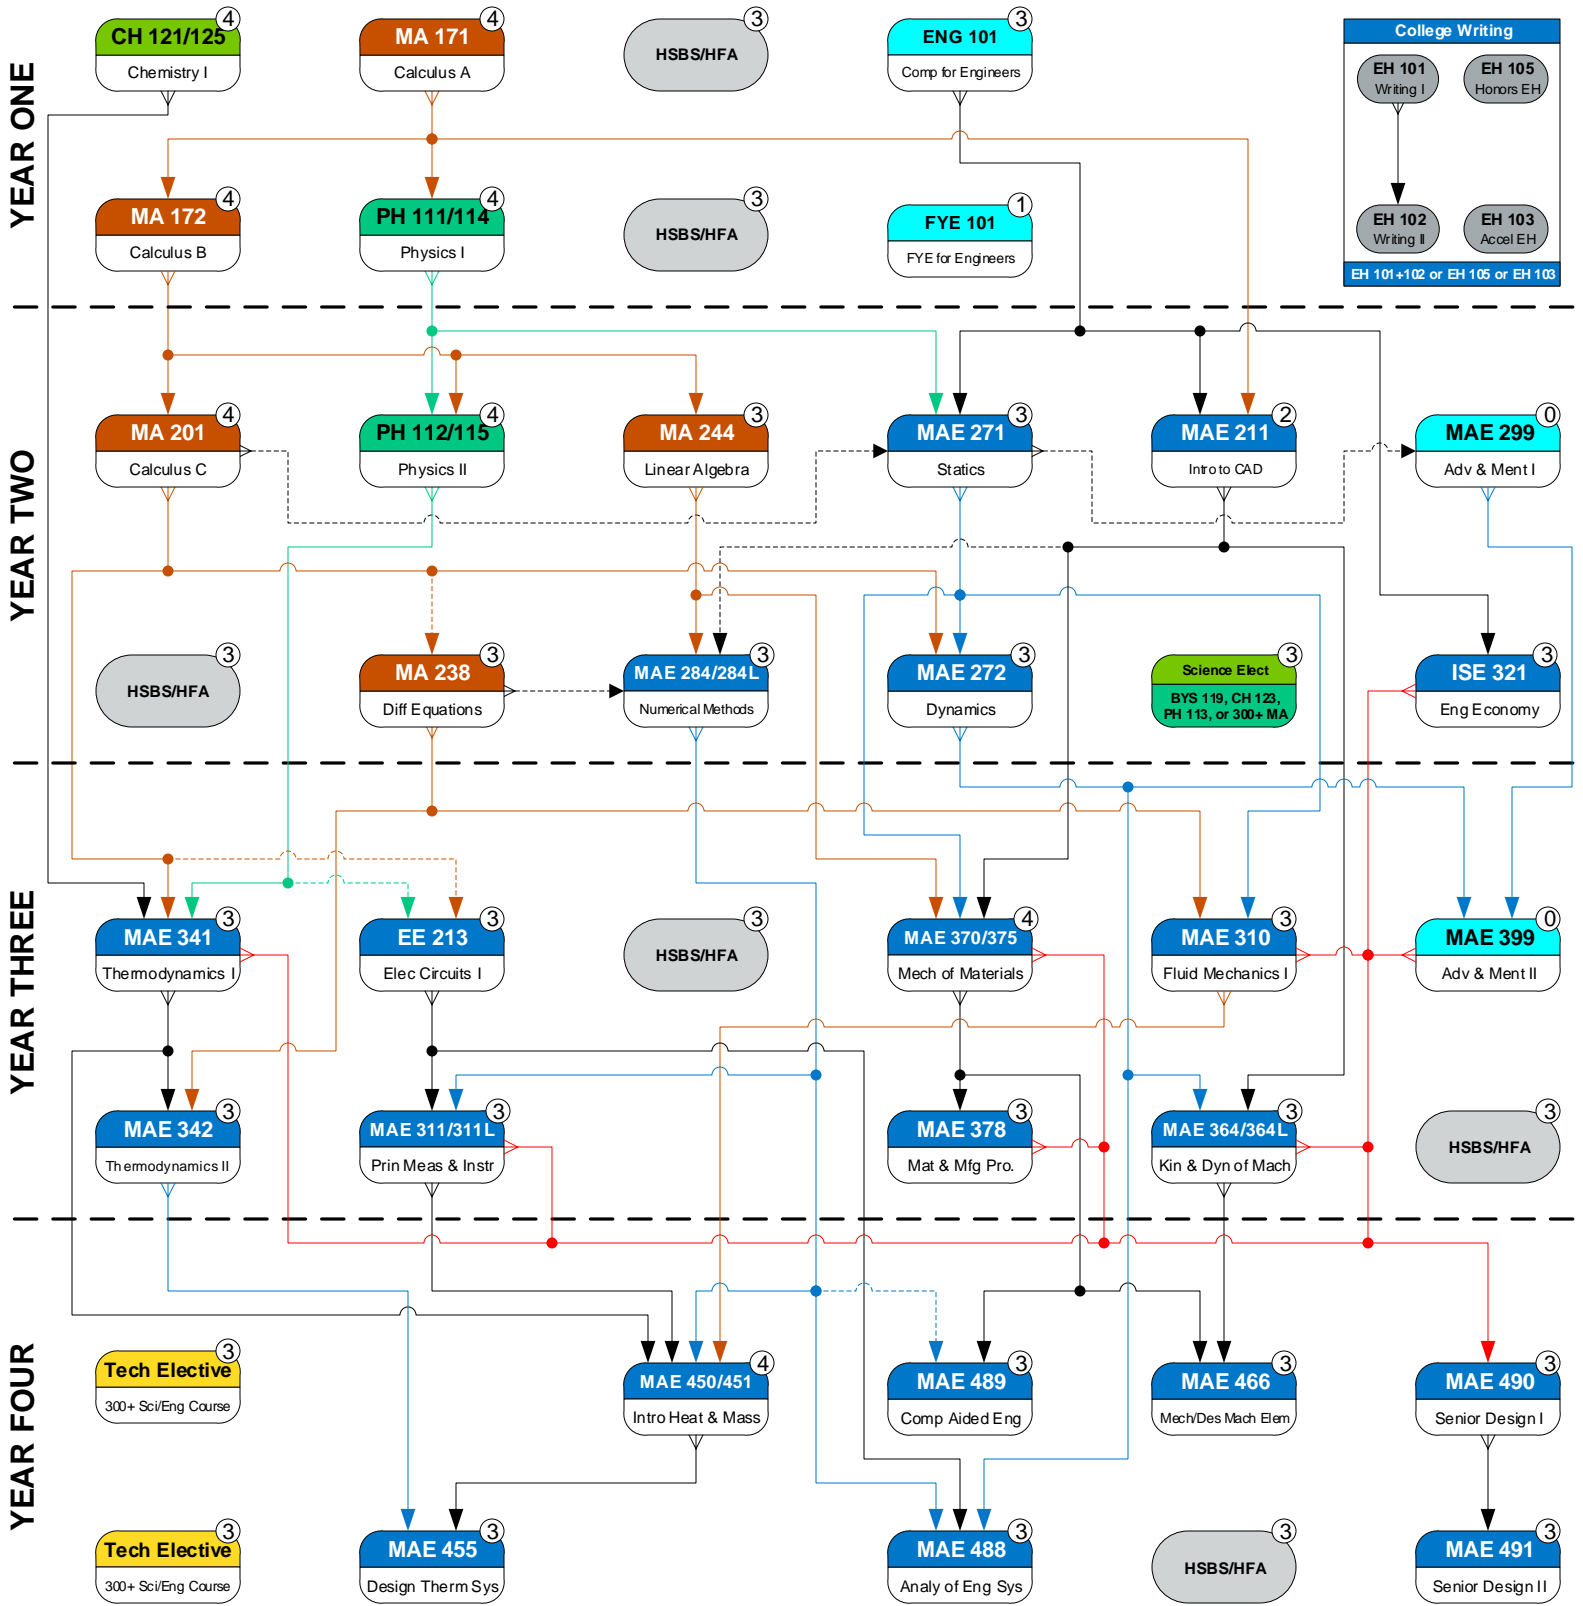 YEAR ONE
4
CH 121/125
Chemistry I
4
MA 171
Calculus A
3
HSBS/HFA
3
ENG 101
Comp for Engineers
College Writing
EH 101
Writing I
EH 105
Honors EH
EH 102
Writing II
EH 103
Accel EH
EH 101+102 or EH 105 or EH 103
4
MA 172
Calculus B
4
PH 111/114
Physics I
3
HSBS/HFA
1
FYE 101
FYE for Engineers
YEAR TWO
4
MA 201
Calculus C
4
PH 112/115
Physics II
3
MA 244
Linear Algebra
3
MAE 271
Statics
2
MAE 211
Intro to CAD
0
MAE 299
Adv & Ment I
3
HSBS/HFA
3
MA 238
Diff Equations
3
MAE 284/284L
Numerical Methods
3
MAE 272
Dynamics
3
Science Elect
BYS 119, CH 123,
PH 113, or 300+ MA
3
ISE 321
Eng Economy
YEAR THREE
3
MAE 341
Thermodynamics I
3
EE 213
Elec Circuits I
3
HSBS/HFA
4
MAE 370/375
Mech of Materials
3
MAE 310
Fluid Mechanics I
0
MAE 399
Adv & Ment II
3
MAE 342
Thermodynamics II
3
MAE 311/311L
Prin Meas & Instr
3
MAE 378
Mat & Mfg Pro.
3
MAE 364/364L
Kin & Dyn of Mach
3
HSBS/HFA
YEAR FOUR
3
Tech Elective
300+ Sci/Eng Course
4
MAE 450/451
Intro Heat & Mass
3
MAE 489
Comp Aided Eng
3
MAE 466
Mech/Des Mach Elem
3
MAE 490
Senior Design I
3
Tech Elective
300+ Sci/Eng Course
3
MAE 455
Design Therm Sys
3
MAE 488
Analy of Eng Sys
3
HSBS/HFA
3
MAE 491
Senior Design II